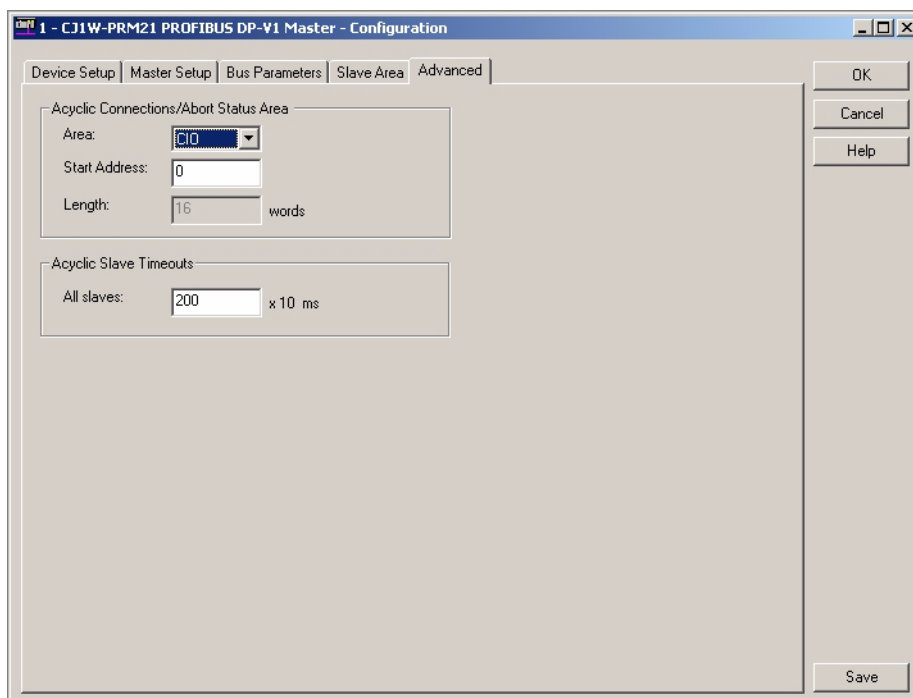 1 - CJ1W-PRM21 PROFIBUS DP-V1 Master - Configuration
Device Setup Master Setup Bus Parameters Slave Area Advanced
OK
Cancel
Help
Acyclic Connections/Abort Status Area
Area: CIO
Start Address: 0
Length: 16 words
Acyclic Slave Timeouts
All slaves: 200 x 10 ms
Save